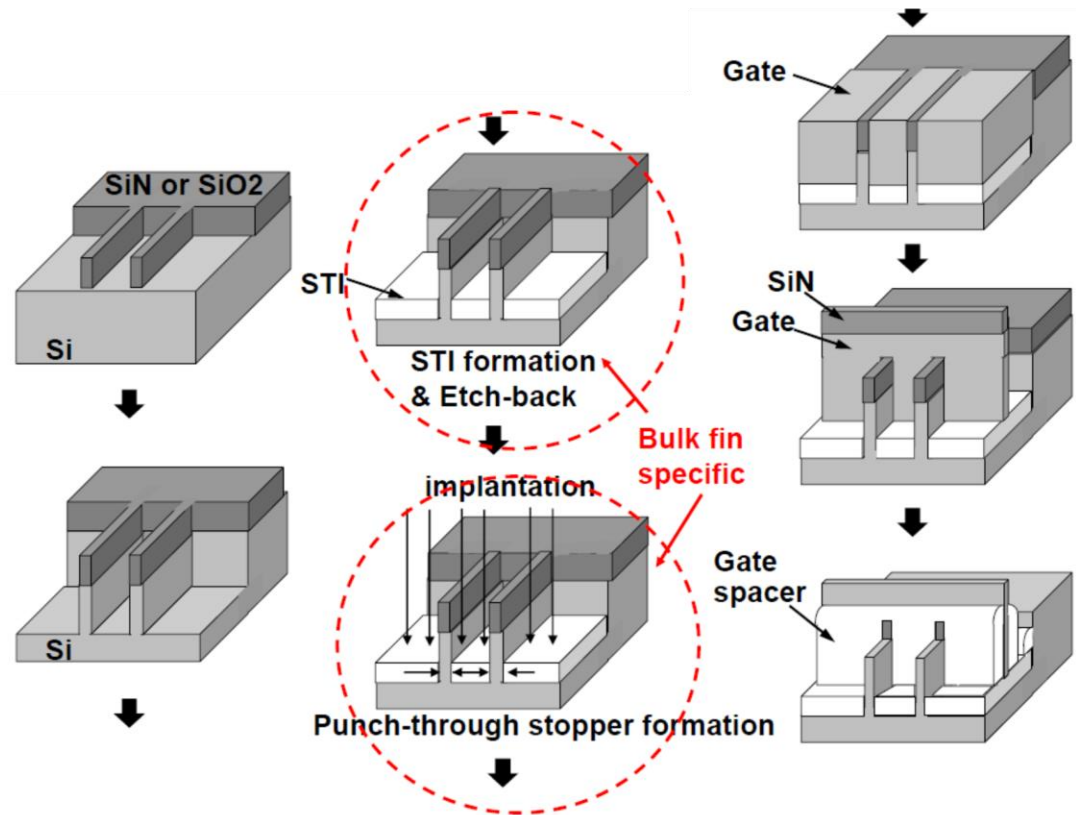 SiN or SiO2
Si
Si
STI
STI formation
& Etch-back
Bulk fin
specific
implantation
Punch-through stopper formation
Gate
SiN
Gate
Gate
spacer